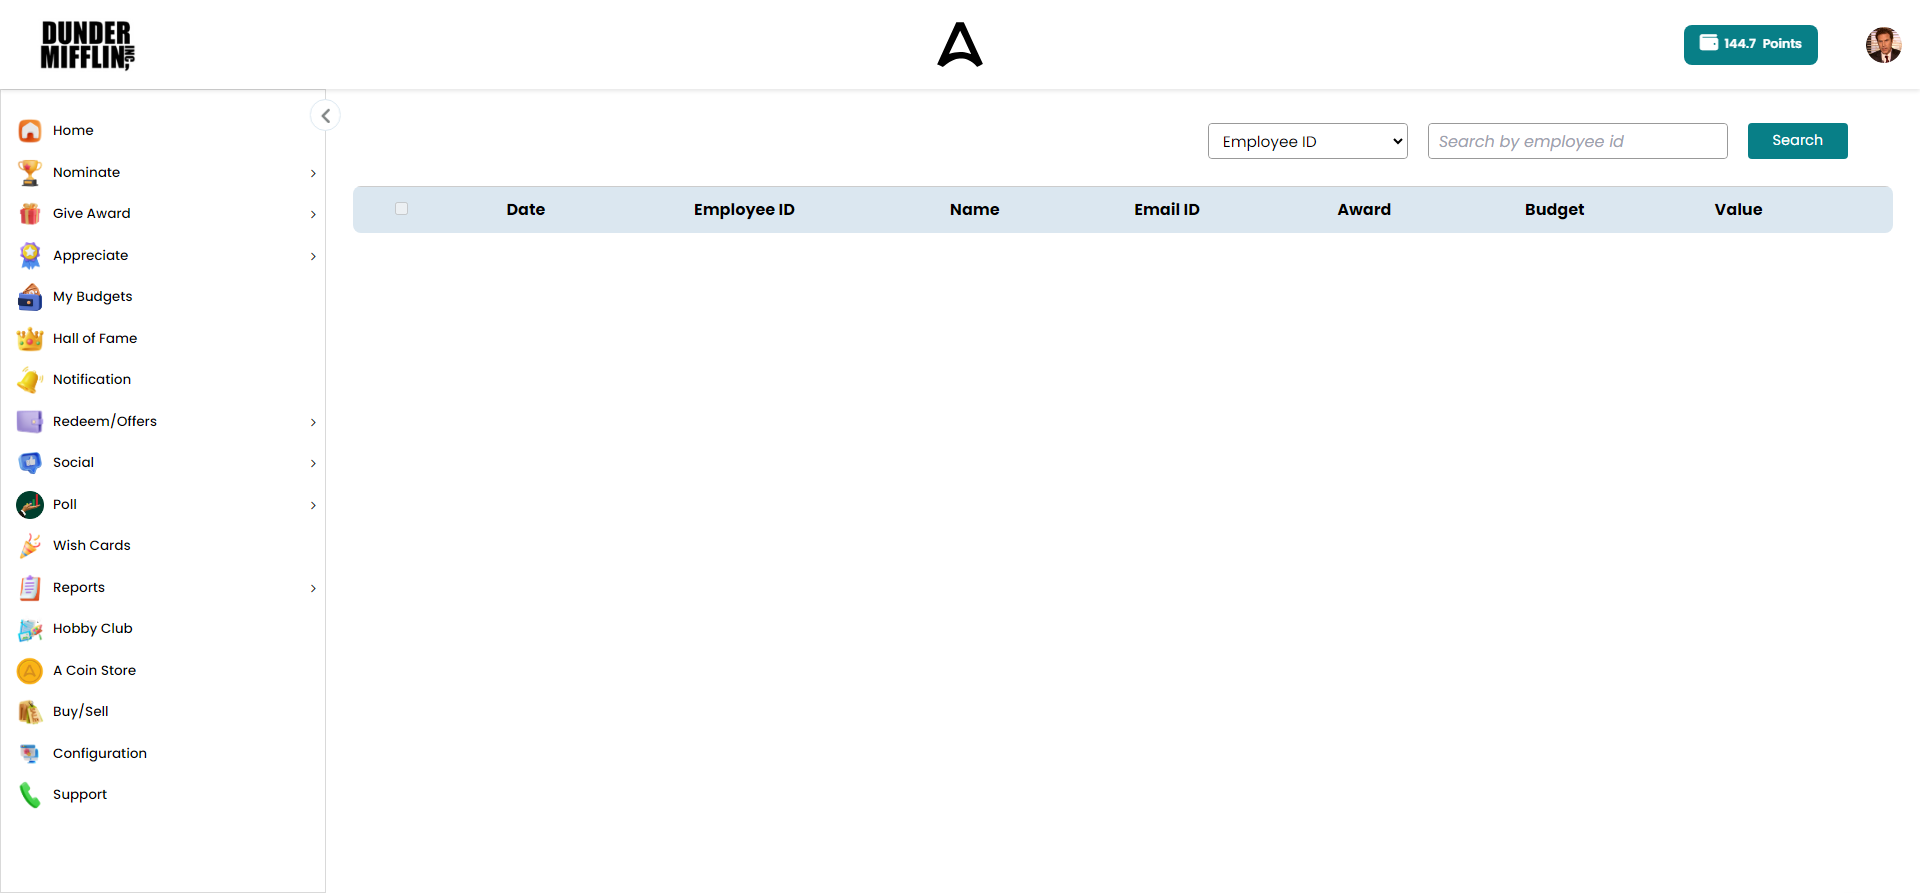 DUNDER
MIFFLIN, INC
A
144.7 Points
Home
Nominate
Give Award
Appreciate
My Budgets
Hall of Fame
Notification
Redeem/Offers
Social
Poll
Wish Cards
Reports
Hobby Club
A Coin Store
Buy/Sell
Configuration
Support
Employee ID
Search by employee id
Search
Date Employee ID Name Email ID Award Budget Value